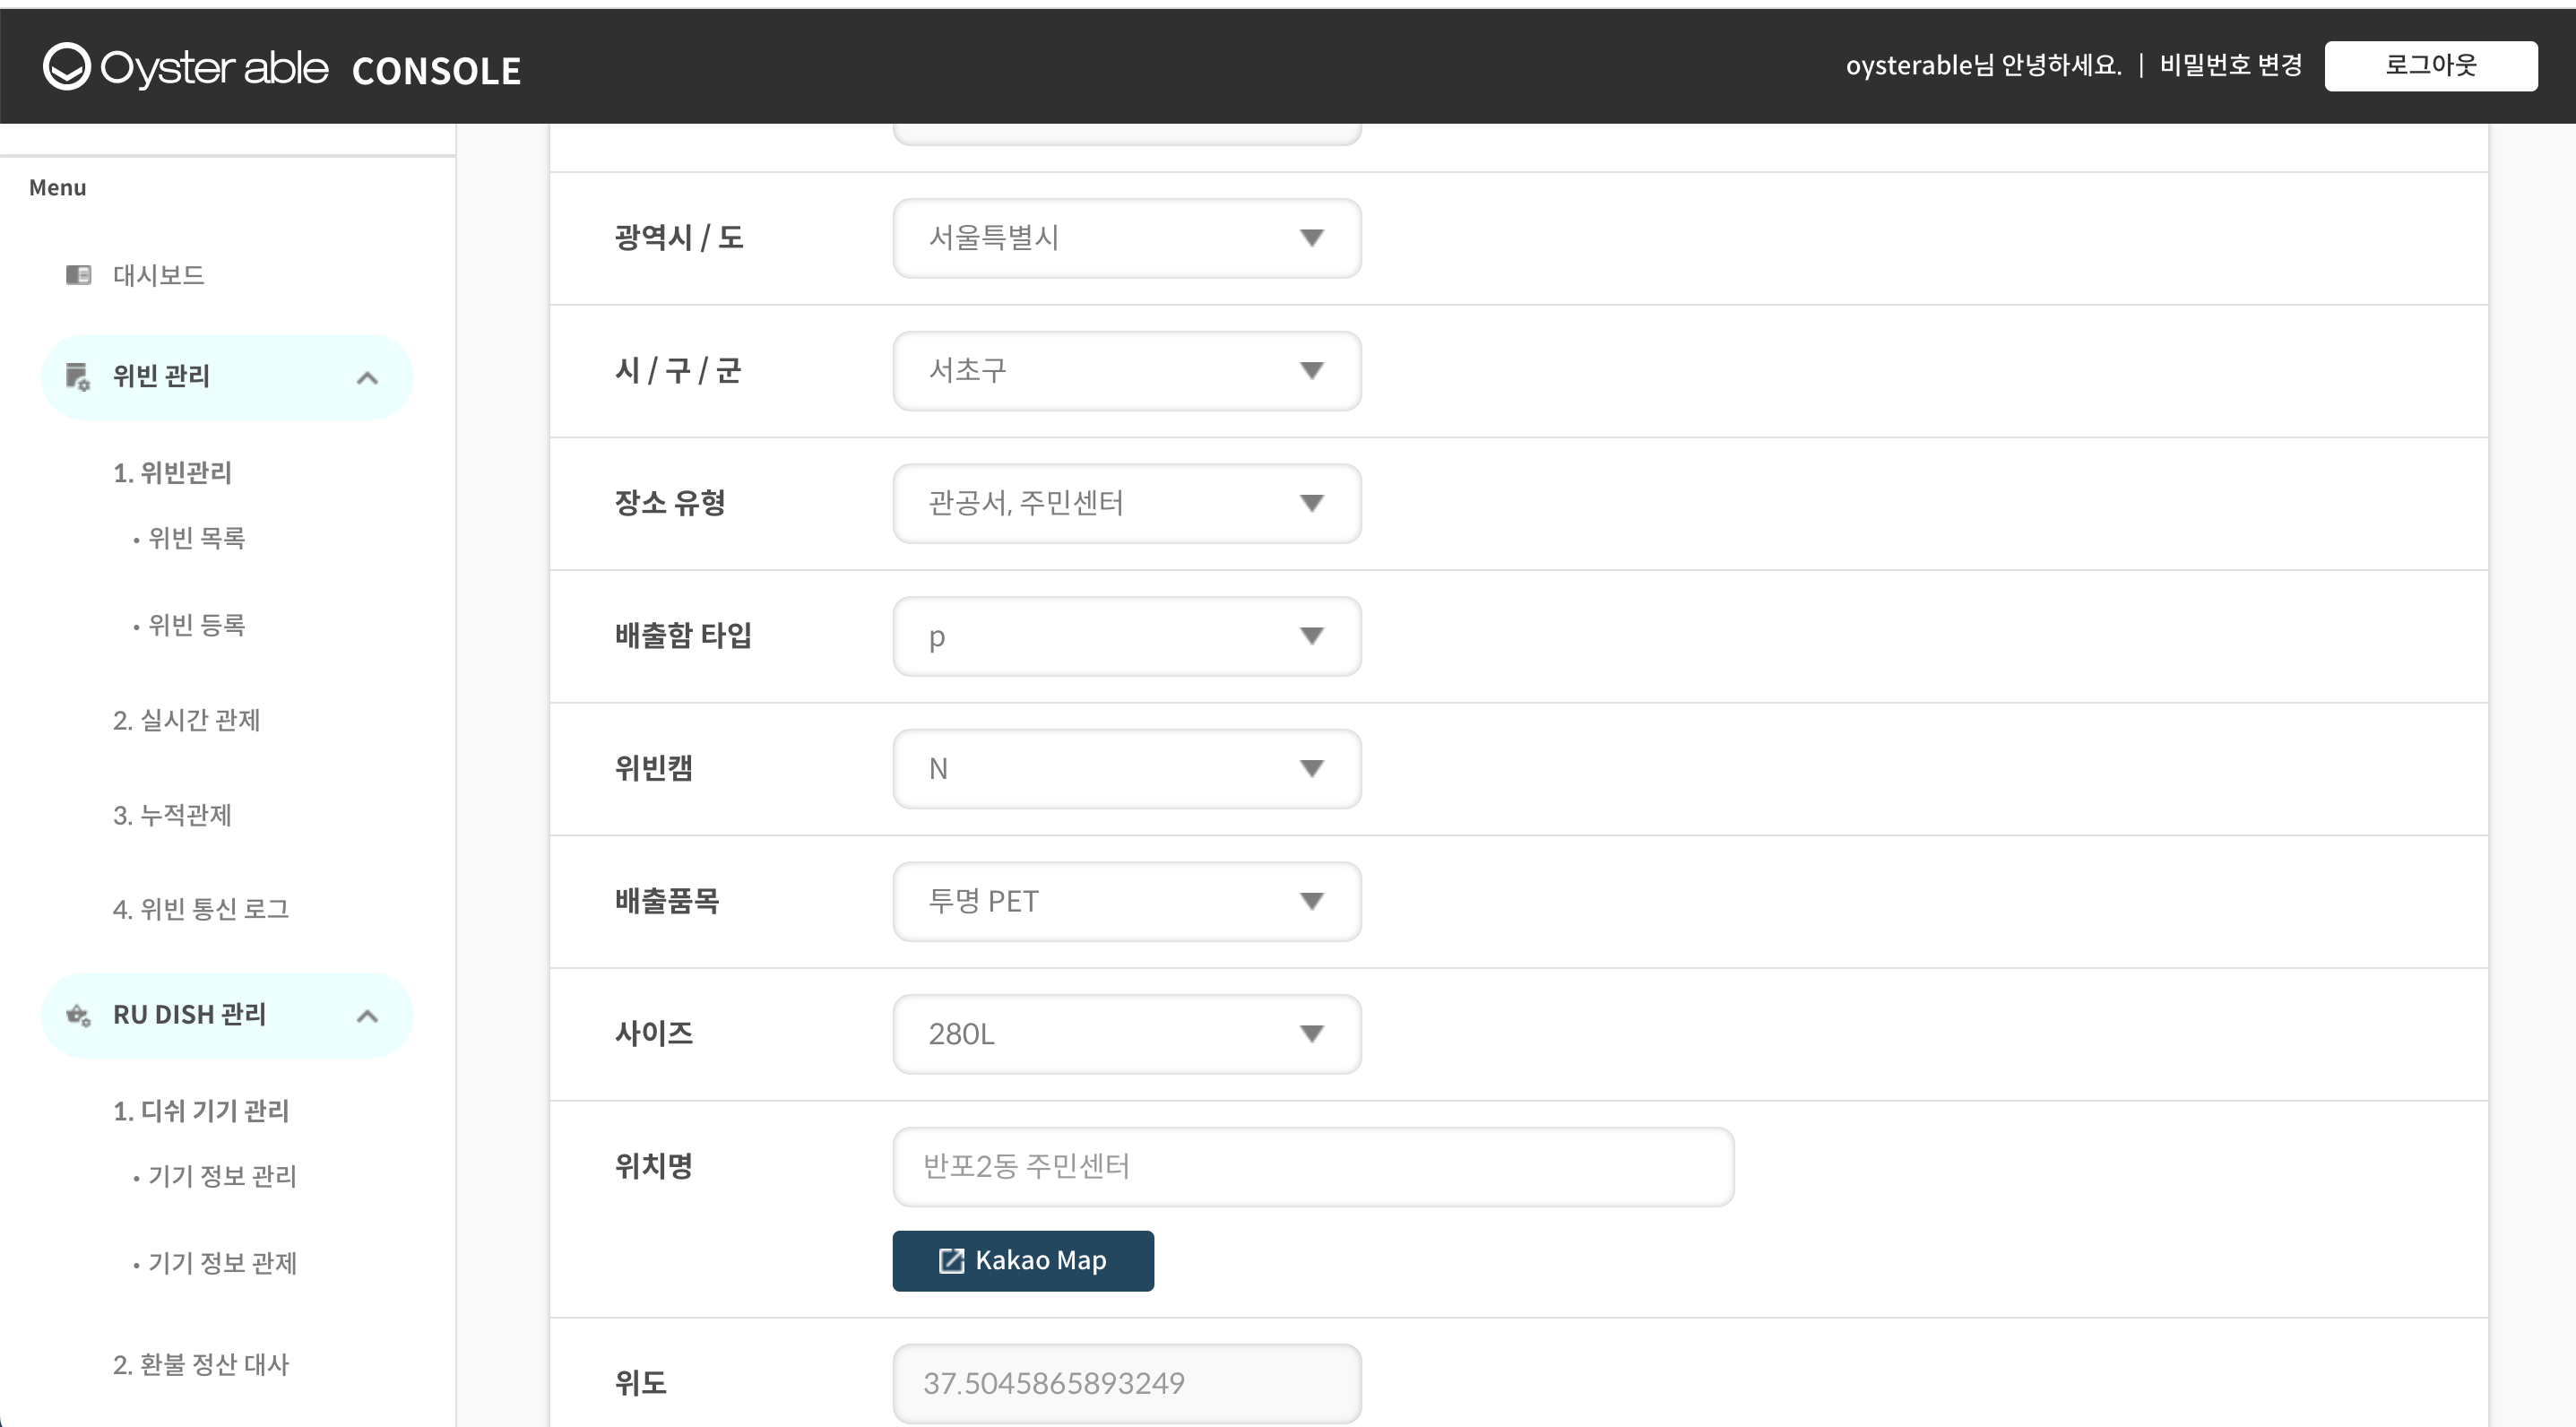 Oyster able CONSOLE
oysterable님 안녕하세요. | 비밀번호 변경
로그아웃
Menu
대시보드
위빈 관리
1. 위빈관리
• 위빈 목록
• 위빈 등록
2. 실시간 관제
3. 누적관제
4. 위빈 통신 로그
RU DISH 관리
1. 디쉬 기기 관리
• 기기 정보 관리
• 기기 정보 관제
2. 환불 정산 대사
광역시 / 도
서울특별시
시 / 구 / 군
서초구
장소 유형
관공서, 주민센터
배출함 타입
p
위빈캠
N
배출품목
투명 PET
사이즈
280L
위치명
반포2동 주민센터
Kakao Map
위도
37.5045865893249